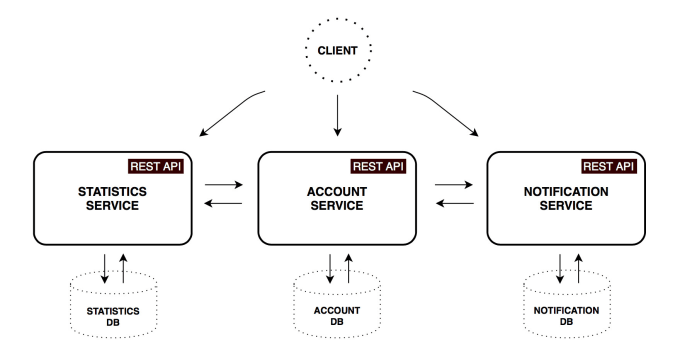 CLIENT
REST API
REST API
REST API
STATISTICS
SERVICE
ACCOUNT
SERVICE
NOTIFICATION
SERVICE
STATISTICS
DB
ACCOUNT
DB
NOTIFICATION
DB